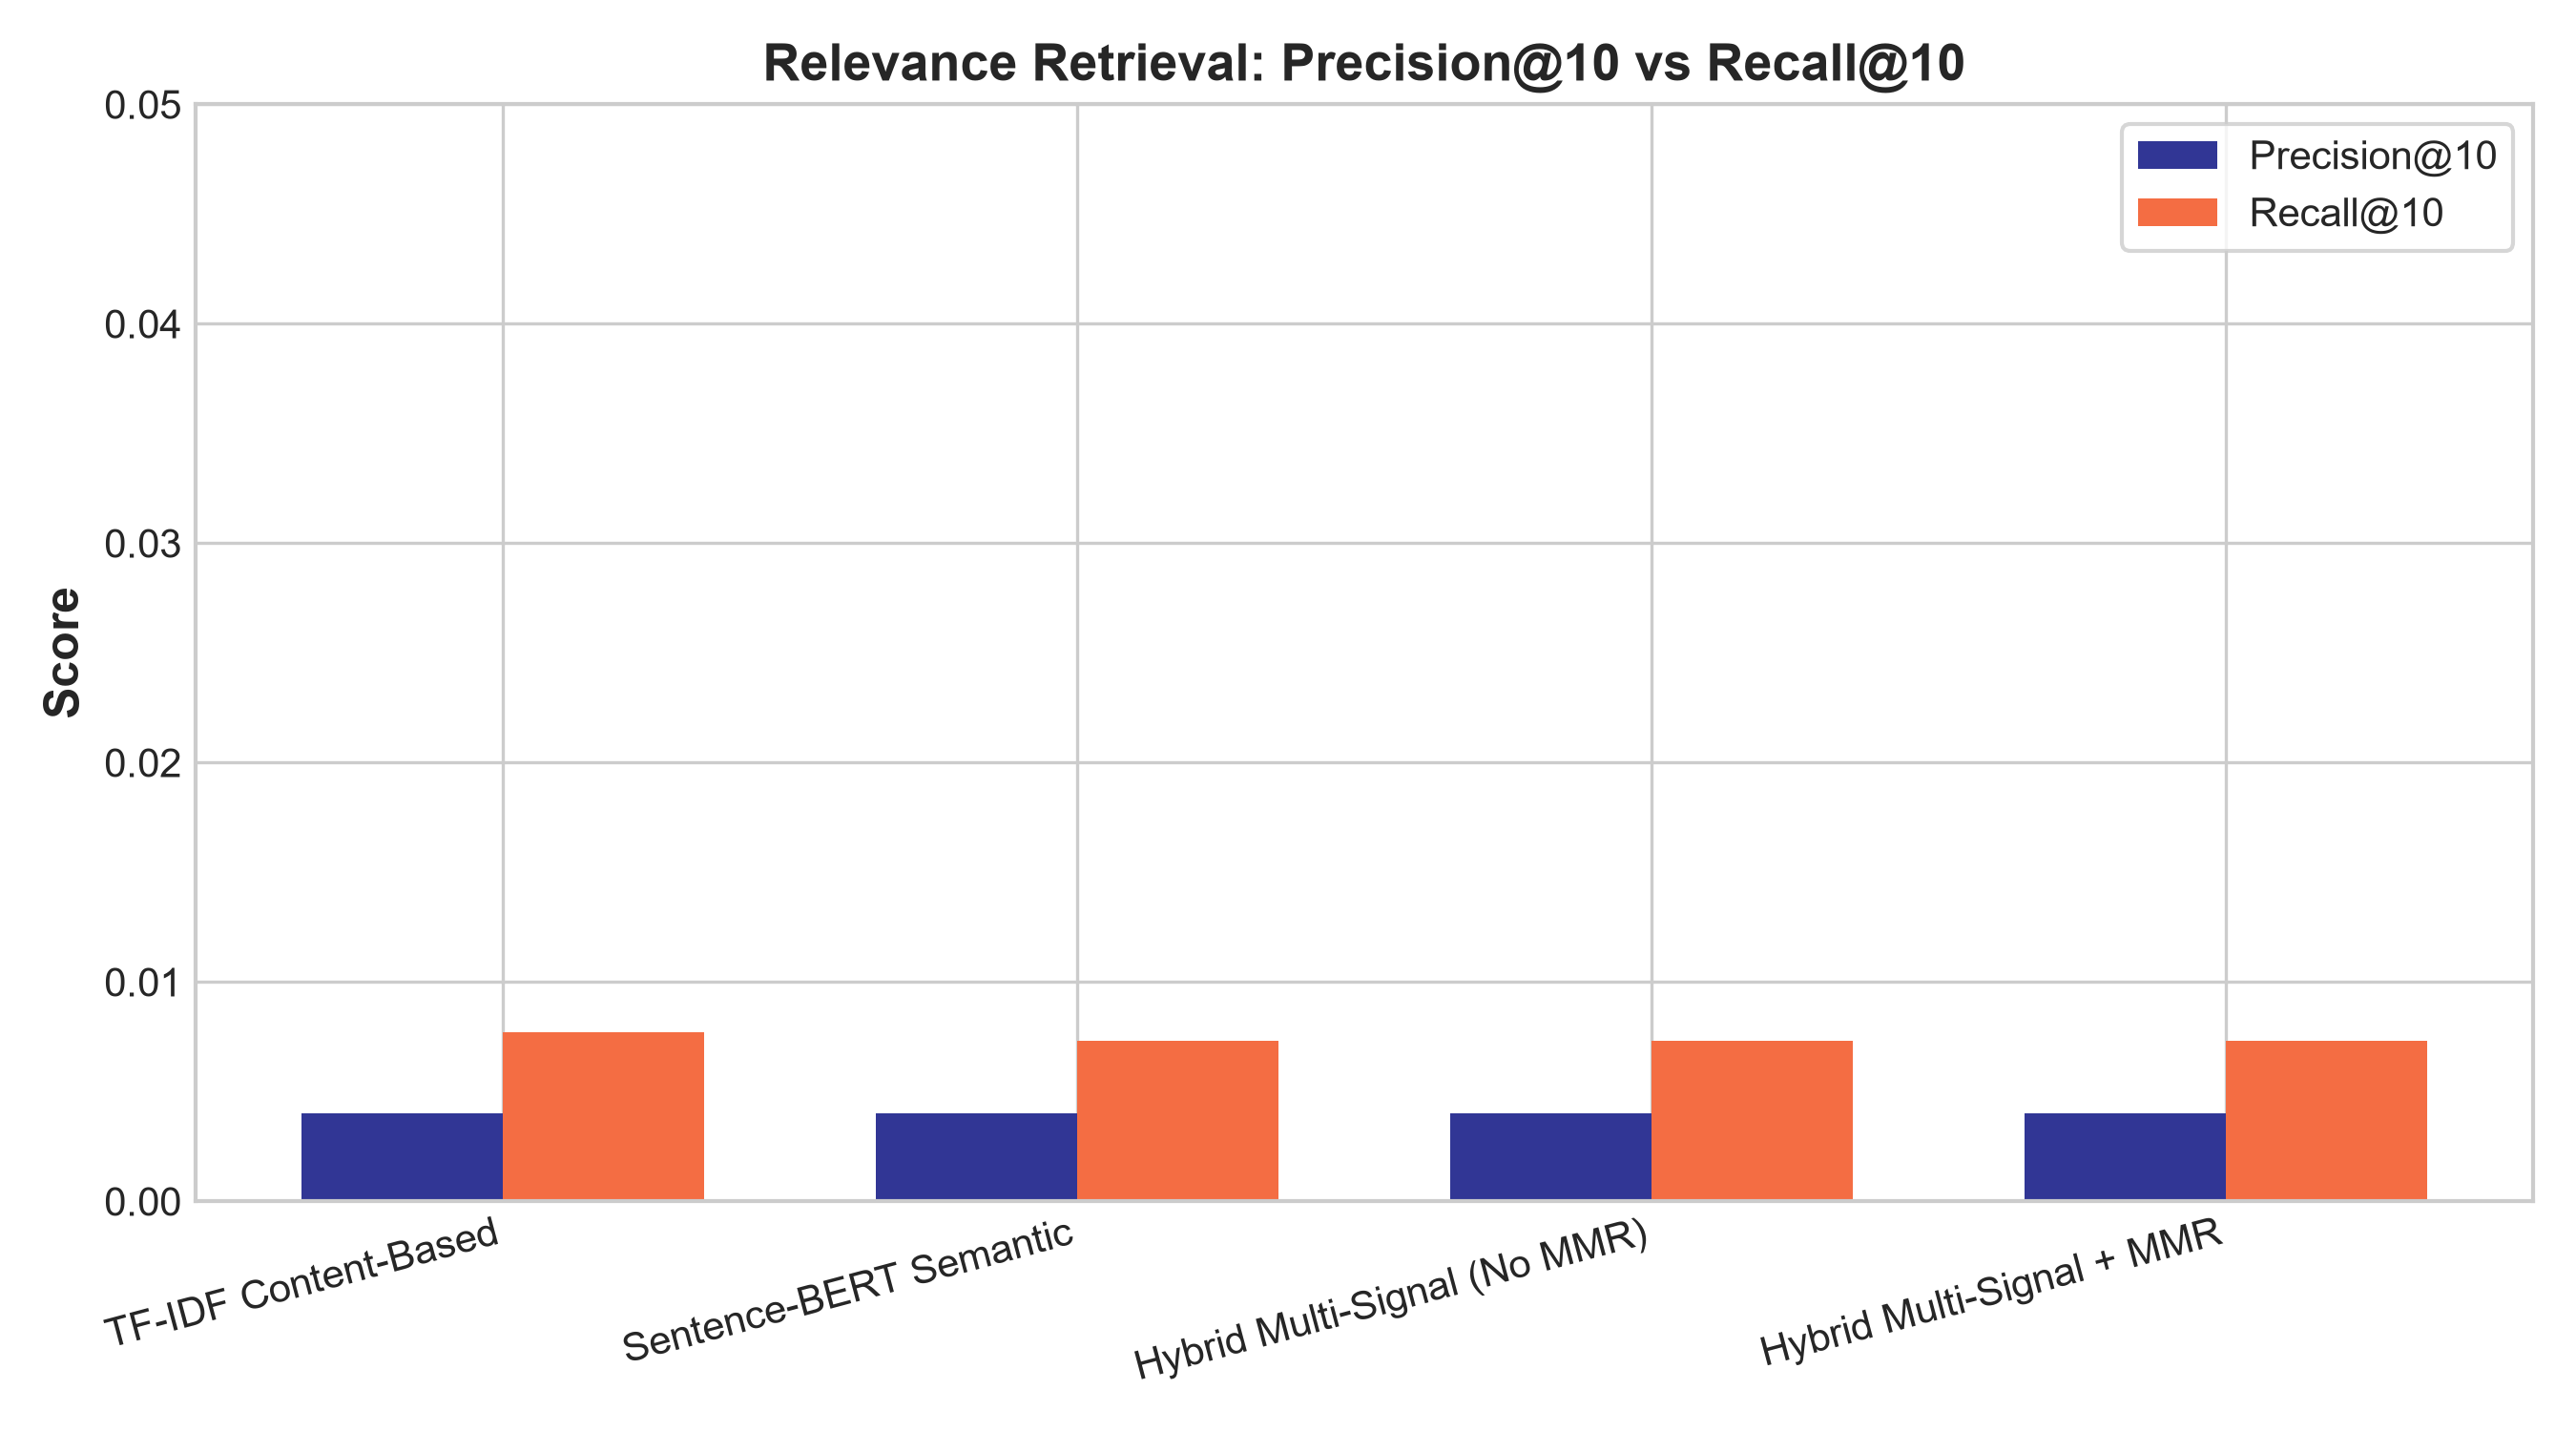 Relevance Retrieval: Precision@10 vs Recall@10
Precision@10
Recall@10
Score
0.05
0.04
0.03
0.02
0.01
0.00
TF-IDF Content-Based
Sentence-BERT Semantic
Hybrid Multi-Signal (No MMR)
Hybrid Multi-Signal + MMR